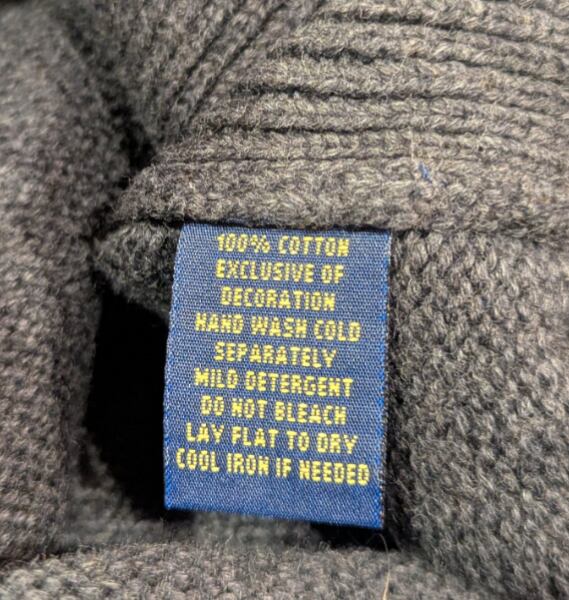 100% COTTON
EXCLUSIVE OF
DECORATION
HAND WASH COLD
SEPARATELY
MILD DETERGENT
DO NOT BLEACH
LAY FLAT TO DRY
COOL IRON IF NEEDED